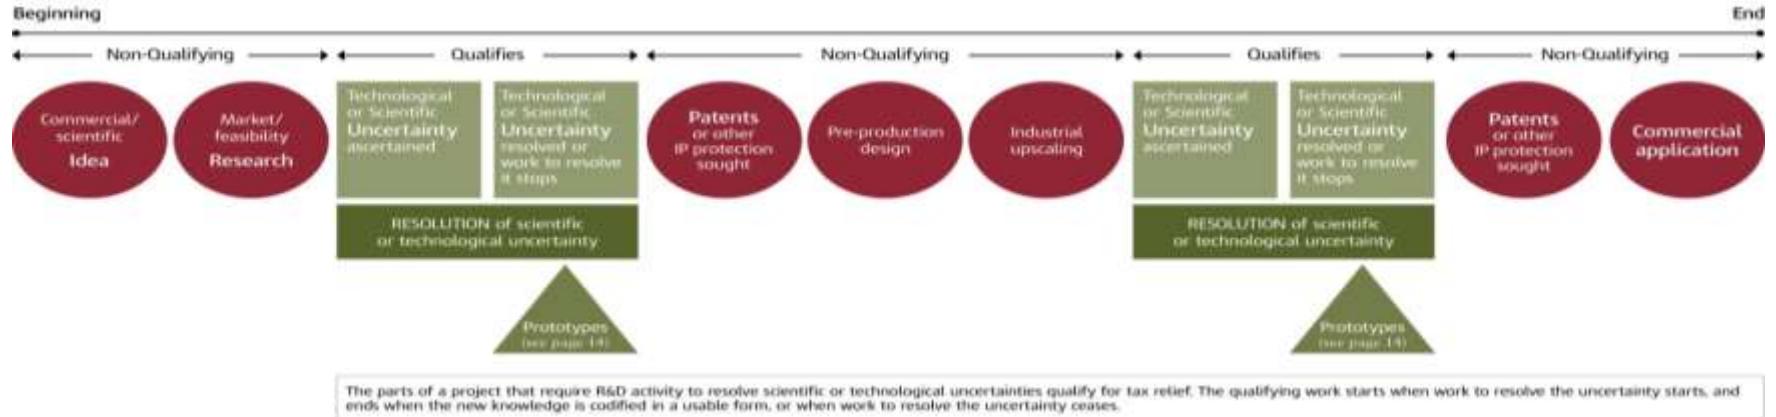 Beginning
End
Non-Qualifying
Qualifies
Non-Qualifying
Qualifies
Non-Qualifying
Commercial/
scientific
Idea
Market/
feasibility
Research
Technological
or Scientific
Uncertainty
ascertained
Technological
or Scientific
Uncertainty
resolved or
work to resolve
it stops
RESOLUTION of scientific
or technological uncertainty
Prototypes
(see page 14)
Patents
or other
IP protection
sought
Pre-production
design
Industrial
upscaling
Technological
or Scientific
Uncertainty
ascertained
Technological
or Scientific
Uncertainty
resolved or
work to resolve
it stops
RESOLUTION of scientific
or technological uncertainty
Prototypes
(see page 14)
Patents
or other
IP protection
sought
Commercial
application
The parts of a project that require R&D activity to resolve scientific or technological uncertainties qualify for tax relief. The qualifying work starts when work to resolve the uncertainty starts, and
ends when the new knowledge is codified in a usable form, or when work to resolve the uncertainty ceases.